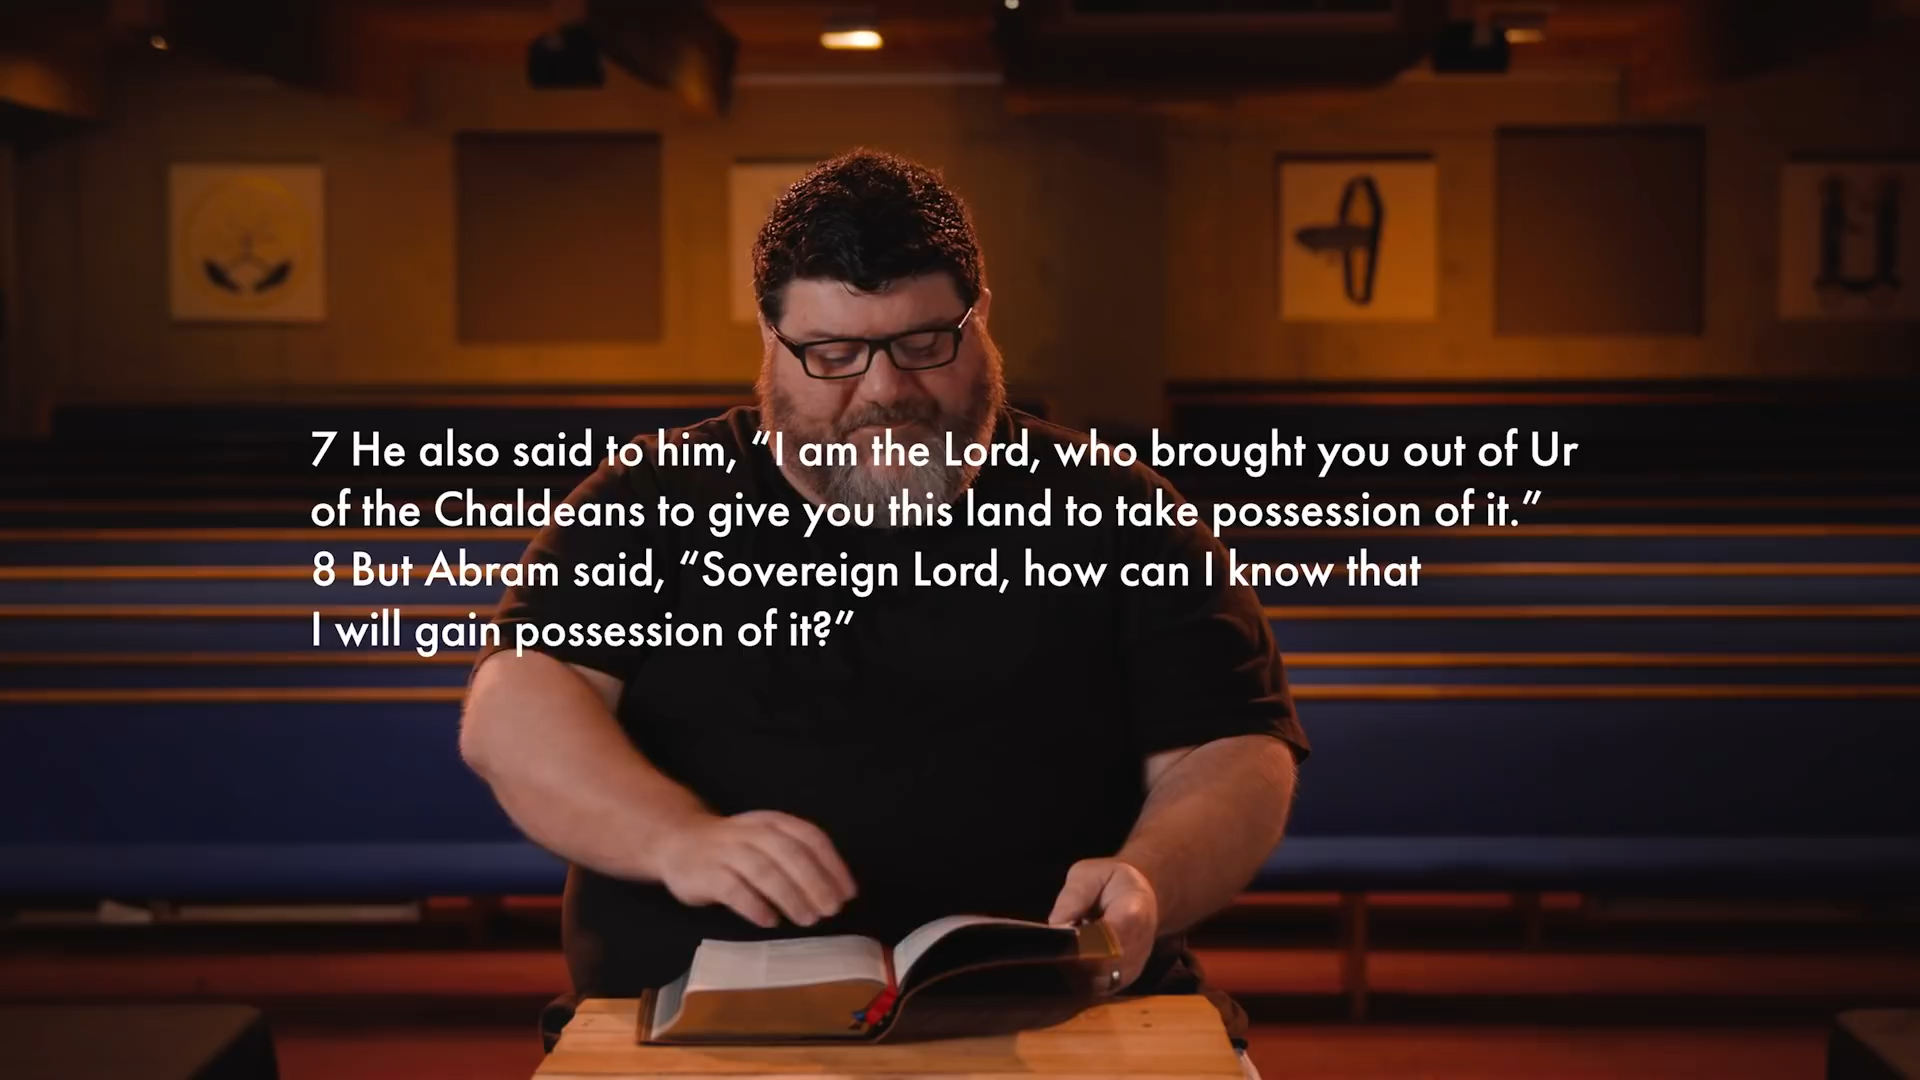 7 He also said to him, “I am the Lord, who brought you out of Ur
of the Chaldeans to give you this land to take possession of it.”
8 But Abram said, “Sovereign Lord, how can I know that
I will gain possession of it?”